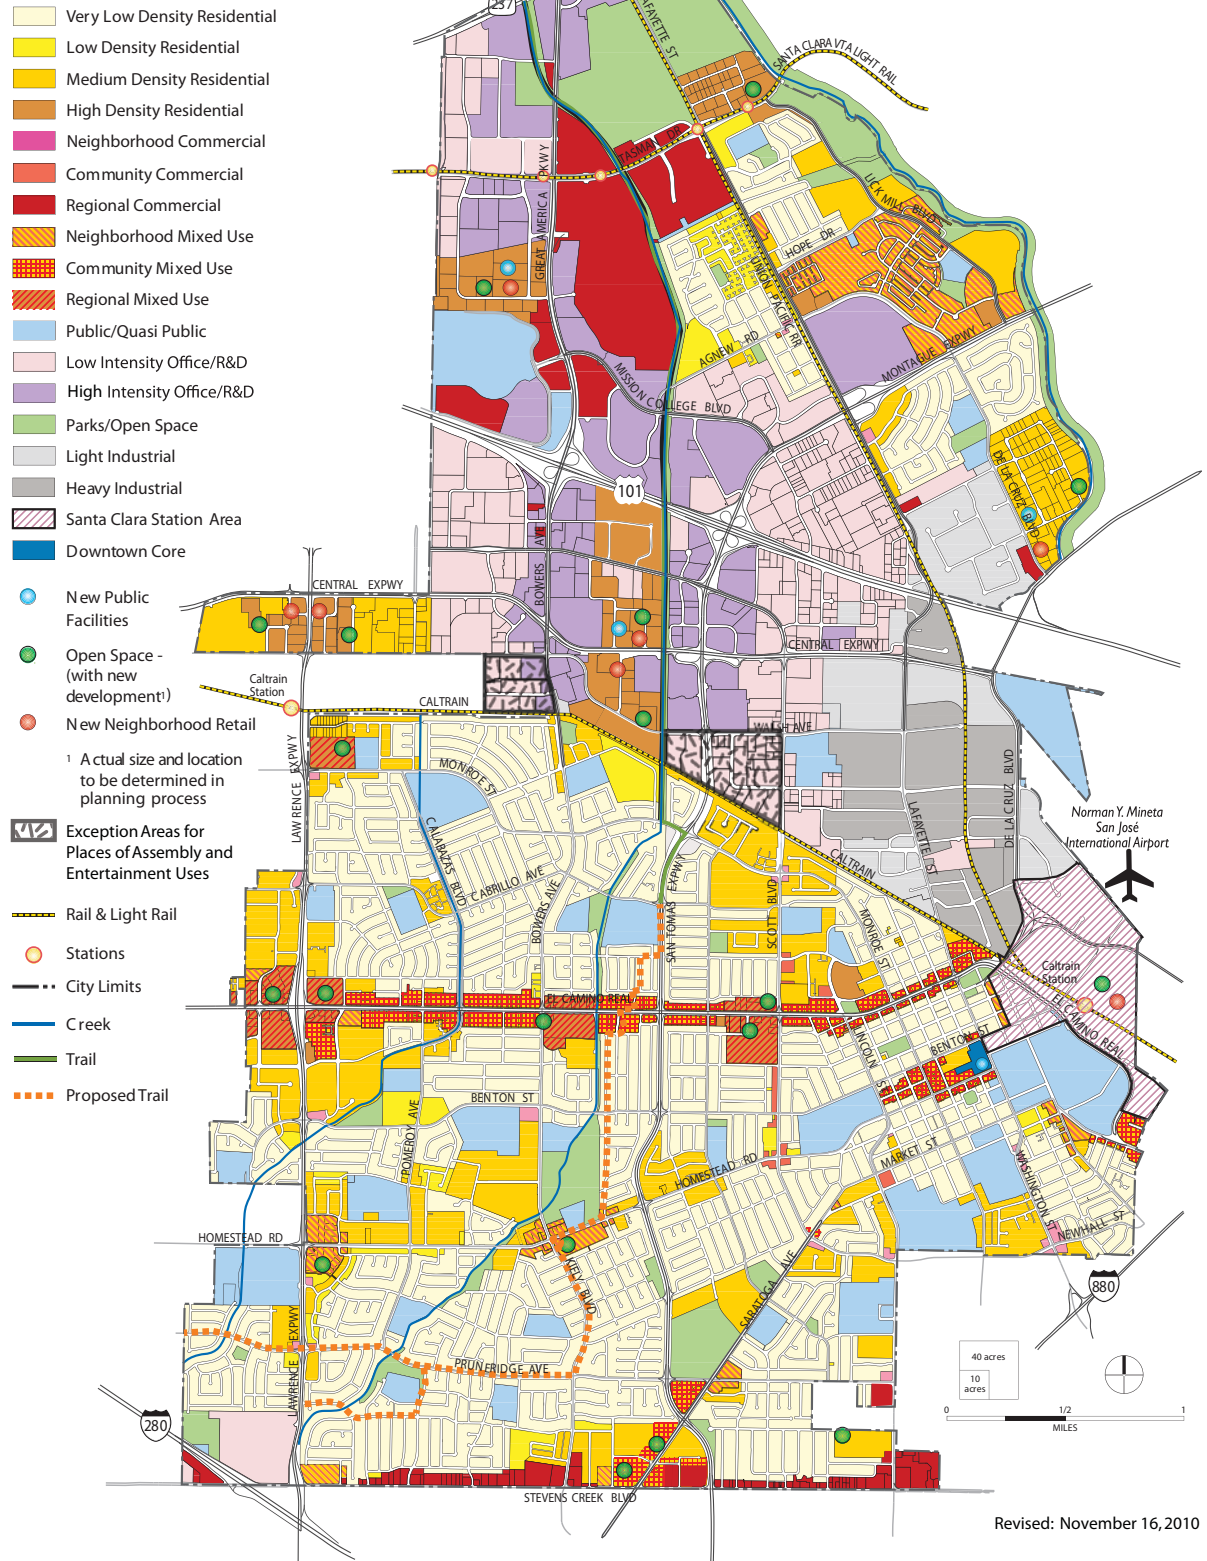 Very Low Density Residential
Low Density Residential
Medium Density Residential
High Density Residential
Neighborhood Commercial
Community Commercial
Regional Commercial
Neighborhood Mixed Use
Community Mixed Use
Regional Mixed Use
Public/Quasi Public
Low Intensity Office/R&D
High Intensity Office/R&D
Parks/Open Space
Light Industrial
Heavy Industrial
Santa Clara Station Area
Downtown Core
New Public
Facilities
Open Space -
(with new
development¹)
New Neighborhood Retail
¹ Actual size and location
to be determined in
planning process
Exception Areas for
Places of Assembly and
Entertainment Uses
Rail & Light Rail
Stations
City Limits
Creek
Trail
Proposed Trail
237
LAFAYETTE ST
SANTA CLARA VTA LIGHT RAIL
TASMAN DR
GREAT AMERICA PKWY
LICK MILL BLVD
HOPE DR
UNION PACIFIC RR
AGNEW RD
MONTAGUE EXPWY
MISSION COLLEGE BLVD
DE LA CRUZ BLVD
101
BOWERS AVE
CENTRAL EXPWY
CENTRAL EXPWY
Caltrain
Station
CALTRAIN
WALSH AVE
LAWRENCE EXPWY
MONROE ST
DE LA CRUZ BLVD
LAFAYETTE ST
Norman Y. Mineta
San José
International Airport
CALABAZAS BLVD
CABRILLO AVE
BOWERS AVE
SAN TOMAS EXPWY
SCOTT BLVD
CALTRAIN
MONROE ST
Caltrain
Station
EL CAMINO REAL
EL CAMINO REAL
LINCOLN ST
BENTON ST
BENTON ST
POMEROY AVE
MARKET ST
HOMESTEAD RD
WASHINGTON ST
NEWHALL ST
HOMESTEAD RD
KIELY BLVD
SARATOGA AVE
880
PRUNERIDGE AVE
LAWRENCE EXPWY
280
STEVENS CREEK BLVD
40 acres
10
acres
0 1/2 1
MILES
Revised: November 16, 2010